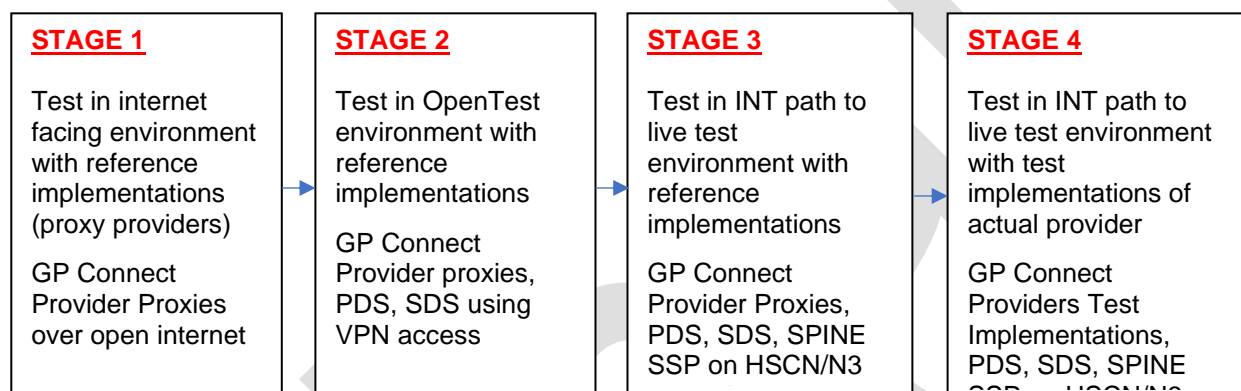 STAGE 1
Test in internet
facing environment
with reference
implementations
(proxy providers)
GP Connect
Provider Proxies
over open internet
STAGE 2
Test in OpenTest
environment with
reference
implementations
GP Connect
Provider proxies,
PDS, SDS using
VPN access
STAGE 3
Test in INT path to
live test
environment with
reference
implementations
GP Connect
Provider Proxies,
PDS, SDS, SPINE
SSP on HSCN/N3
STAGE 4
Test in INT path to
live test environment
with test
implementations of
actual provider
GP Connect
Providers Test
Implementations,
PDS, SDS, SPINE
SSP on HSCN/N3